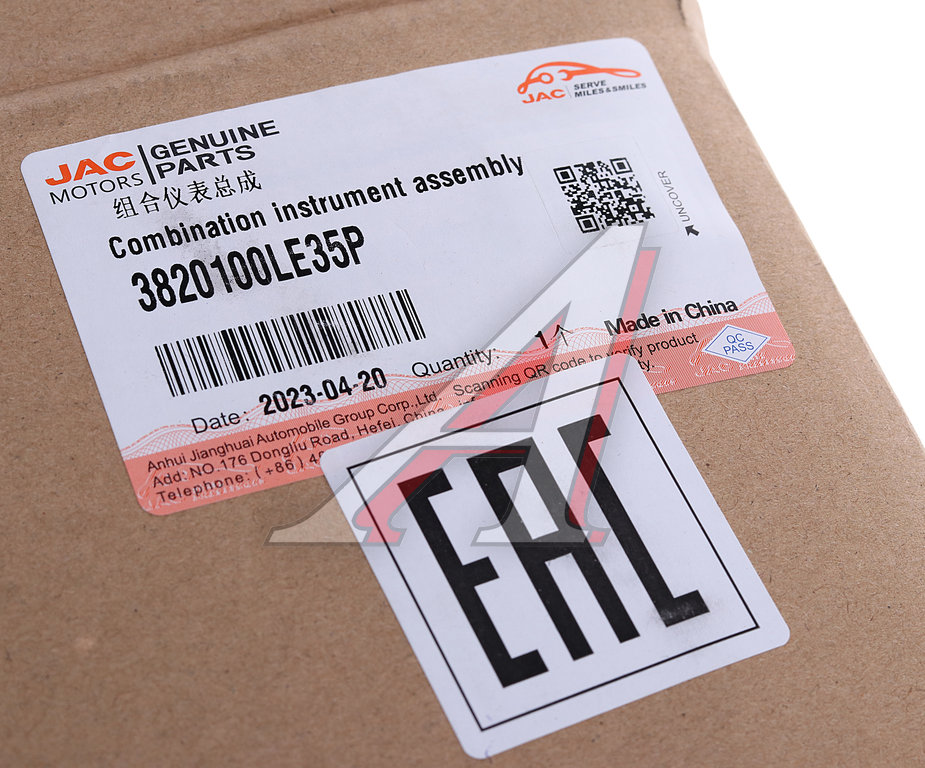 JAC MOTORS | GENUINE PARTS
JAC | SERVE MILES&SMILES
组合仪表总成
Combination instrument assembly
3820100LE35P
UNCOVER
Date: 2023-04-20 Quantity: 1个 Made in China
QC PASS
Anhui Jianghuai Automobile Group Corp.,Ltd. Scanning QR code to verify product
Add: NO.176 Dongliu Road, Hefei, China
Telephone: (+86)
EAC